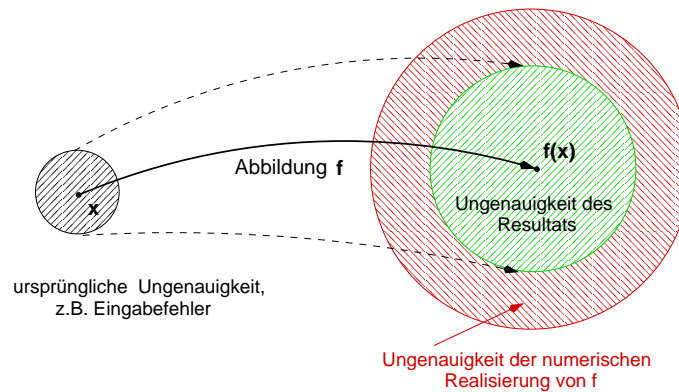 f(x)
Abbildung f
x
Ungenauigkeit des
Resultats
ursprüngliche Ungenauigkeit,
z.B. Eingabefehler
Ungenauigkeit der numerischen
Realisierung von f